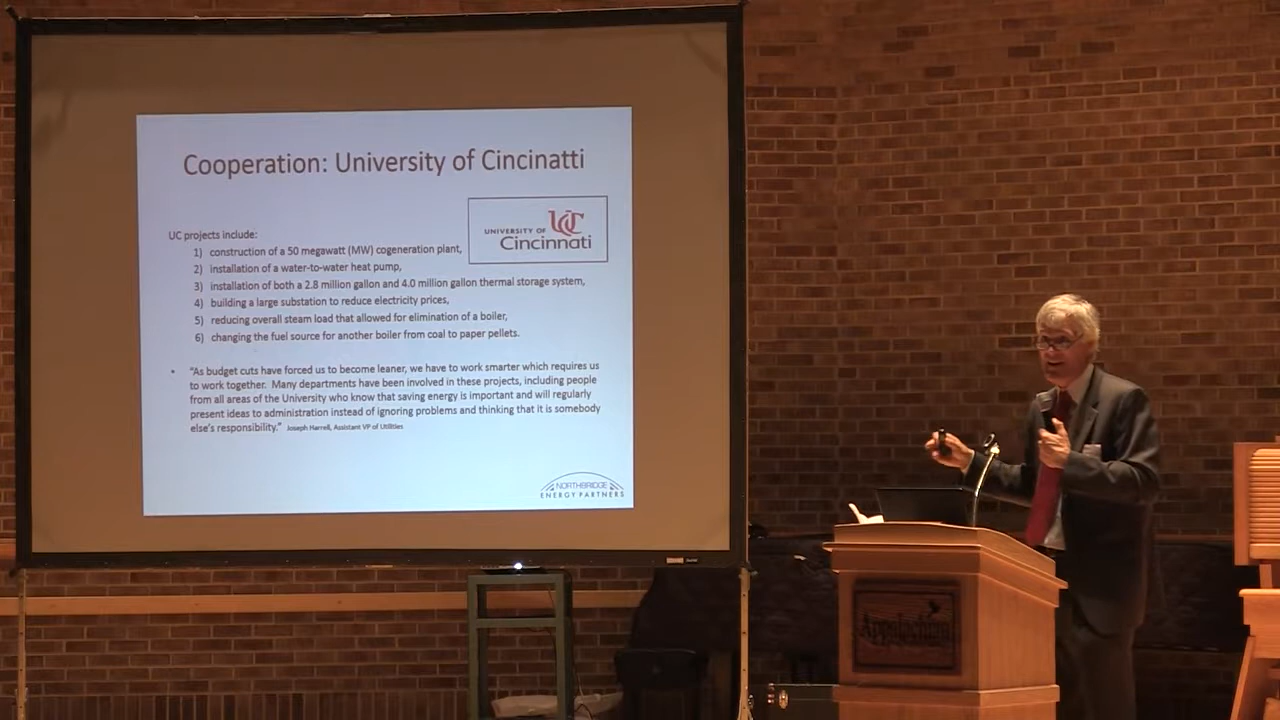 Cooperation: University of Cincinatti
UC
UNIVERSITY OF
Cincinnati
UC projects include:
1) construction of a 50 megawatt (MW) cogeneration plant,
2) installation of a water-to-water heat pump,
3) installation of both a 2.8 million gallon and 4.0 million gallon thermal storage system,
4) building a large substation to reduce electricity prices,
5) reducing overall steam load that allowed for elimination of a boiler,
6) changing the fuel source for another boiler from coal to paper pellets.
• "As budget cuts have forced us to become leaner, we have to work smarter which requires us
to work together. Many departments have been involved in these projects, including people
from all areas of the University who know that saving energy is important and will regularly
present ideas to administration instead of ignoring problems and thinking that it is somebody
else's responsibility." Joseph Harrell, Assistant VP of Utilities
NORTHBRIDGE
ENERGY PARTNERS
Appalachian